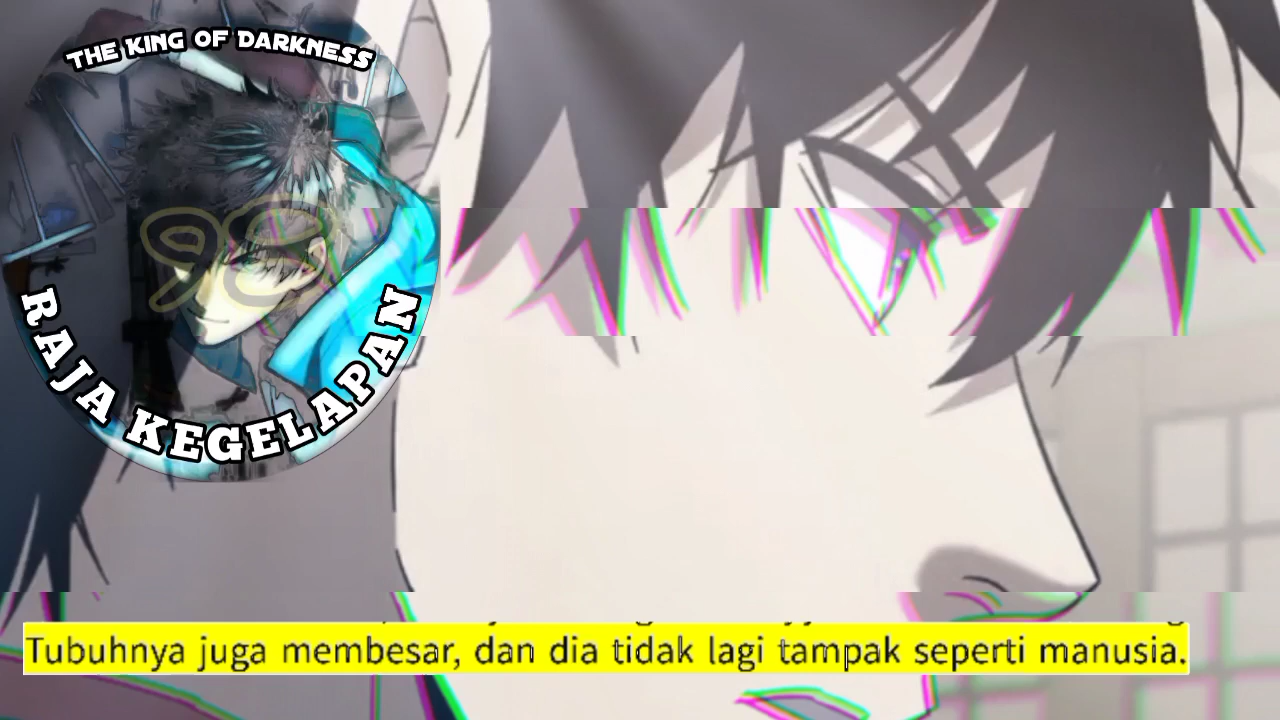 THE KING OF DARKNESS
RAJA KEGELAPAN
Tubuhnya juga membesar, dan dia tidak lagi tampak seperti manusia.